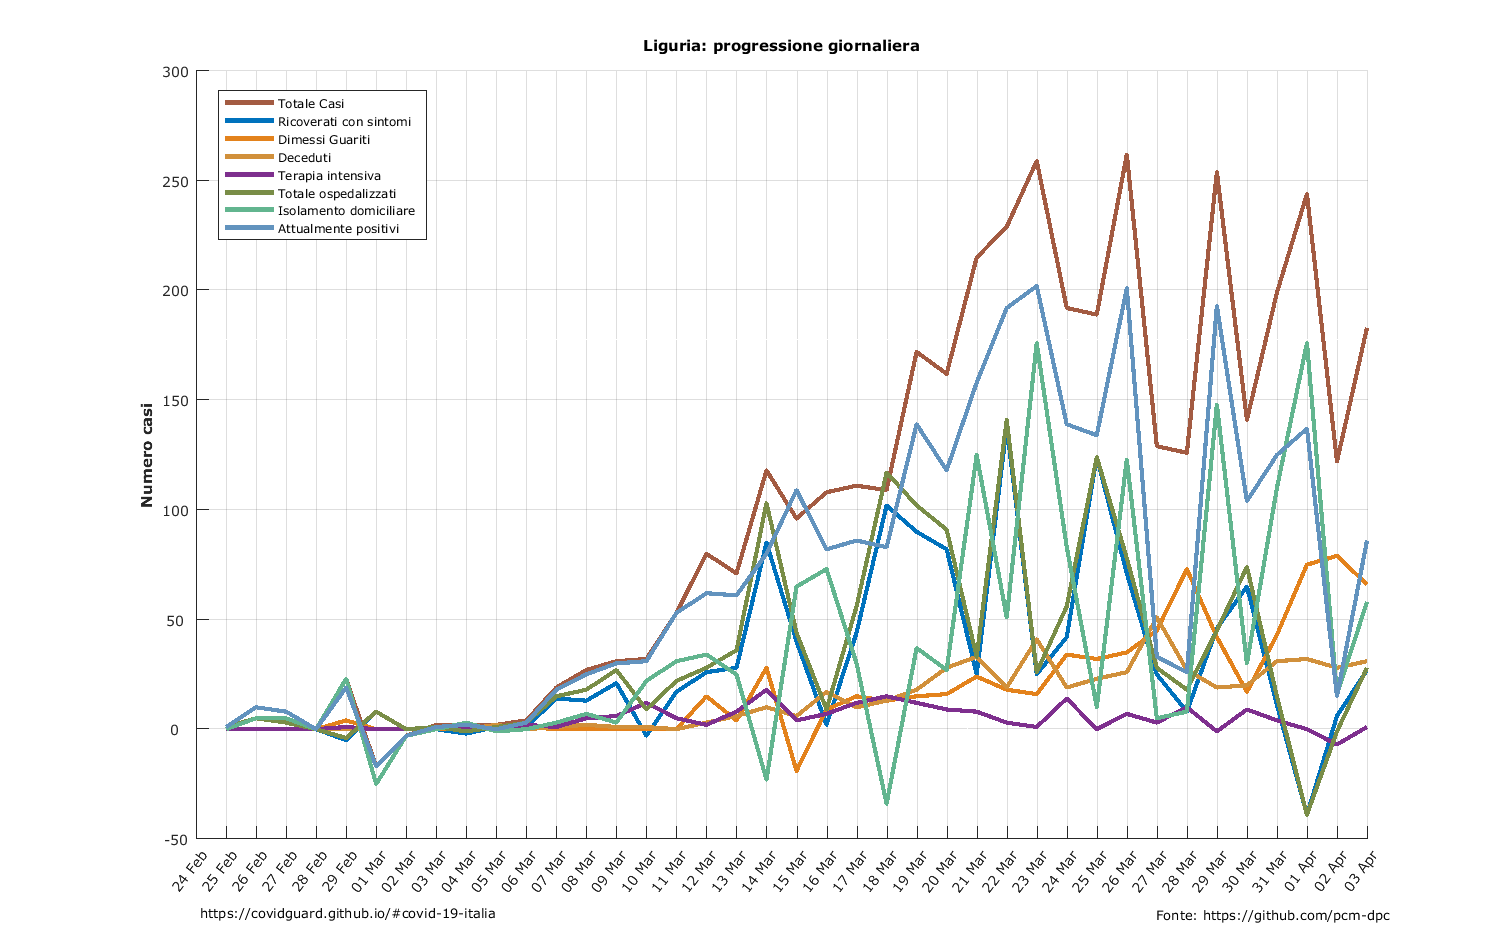 Liguria: progressione giornaliera
Numero casi
300
250
200
150
100
50
0
-50
Totale Casi
Ricoverati con sintomi
Dimessi Guariti
Deceduti
Terapia intensiva
Totale ospedalizzati
Isolamento domiciliare
Attualmente positivi
24 Feb
25 Feb
26 Feb
27 Feb
28 Feb
29 Feb
01 Mar
02 Mar
03 Mar
04 Mar
05 Mar
06 Mar
07 Mar
08 Mar
09 Mar
10 Mar
11 Mar
12 Mar
13 Mar
14 Mar
15 Mar
16 Mar
17 Mar
18 Mar
19 Mar
20 Mar
21 Mar
22 Mar
23 Mar
24 Mar
25 Mar
26 Mar
27 Mar
28 Mar
29 Mar
30 Mar
31 Mar
01 Apr
02 Apr
03 Apr
https://covidguard.github.io/#covid-19-italia
Fonte: https://github.com/pcm-dpc